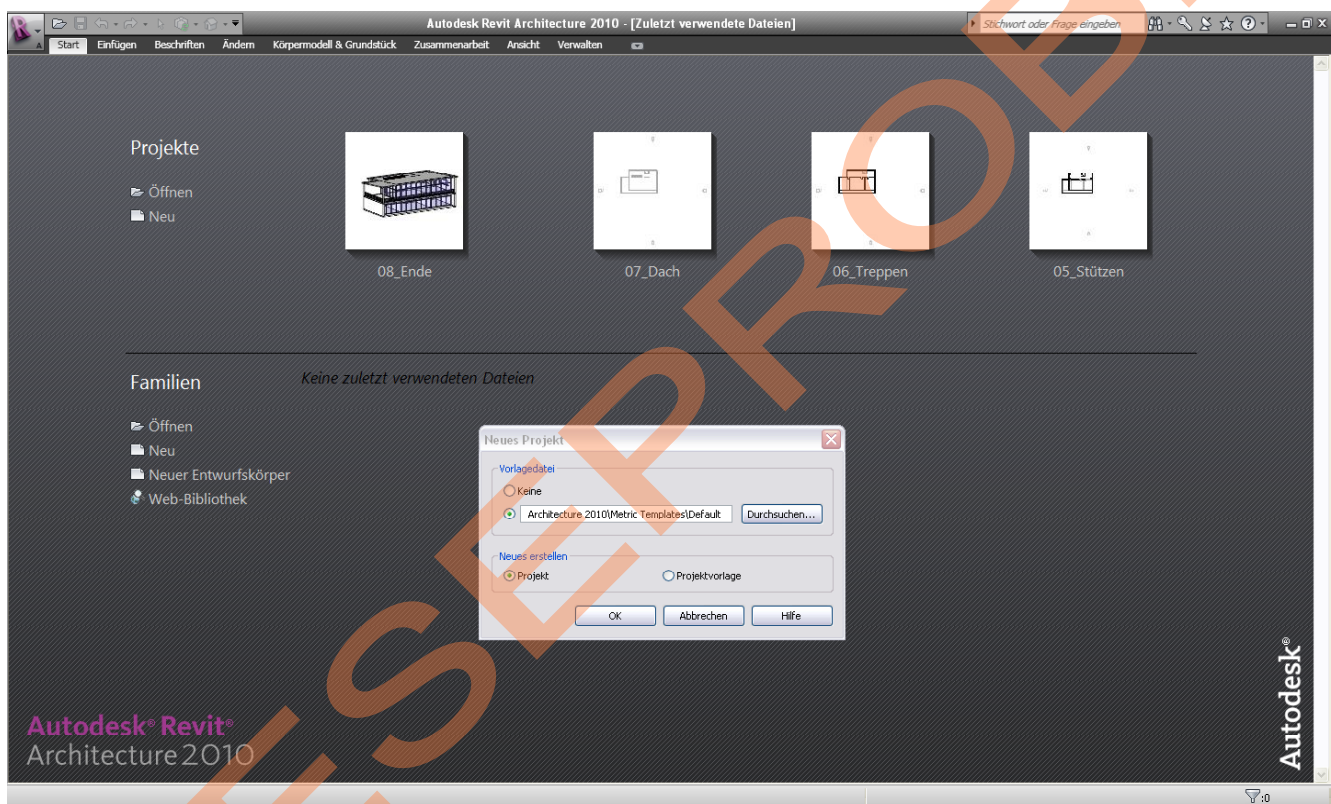 Autodesk Revit Architecture 2010 - [Zuletzt verwendete Dateien]
Stichwort oder Frage eingeben
Start Einfügen Beschriften Ändern Körpermodell & Grundstück Zusammenarbeit Ansicht Verwalten
Projekte
Öffnen
Neu
08_Ende 07_Dach 06_Treppen 05_Stützen
Familien
Keine zuletzt verwendeten Dateien
Öffnen
Neu
Neuer Entwurfskörper
Web-Bibliothek
Neues Projekt
Vorlagedatei
Keine
Architecture 2010\Metric Templates\Default Durchsuchen...
Neues erstellen
Projekt Projektvorlage
OK Abbrechen Hilfe
Autodesk® Revit®
Architecture 2010
Autodesk®
:0
ESEPROB